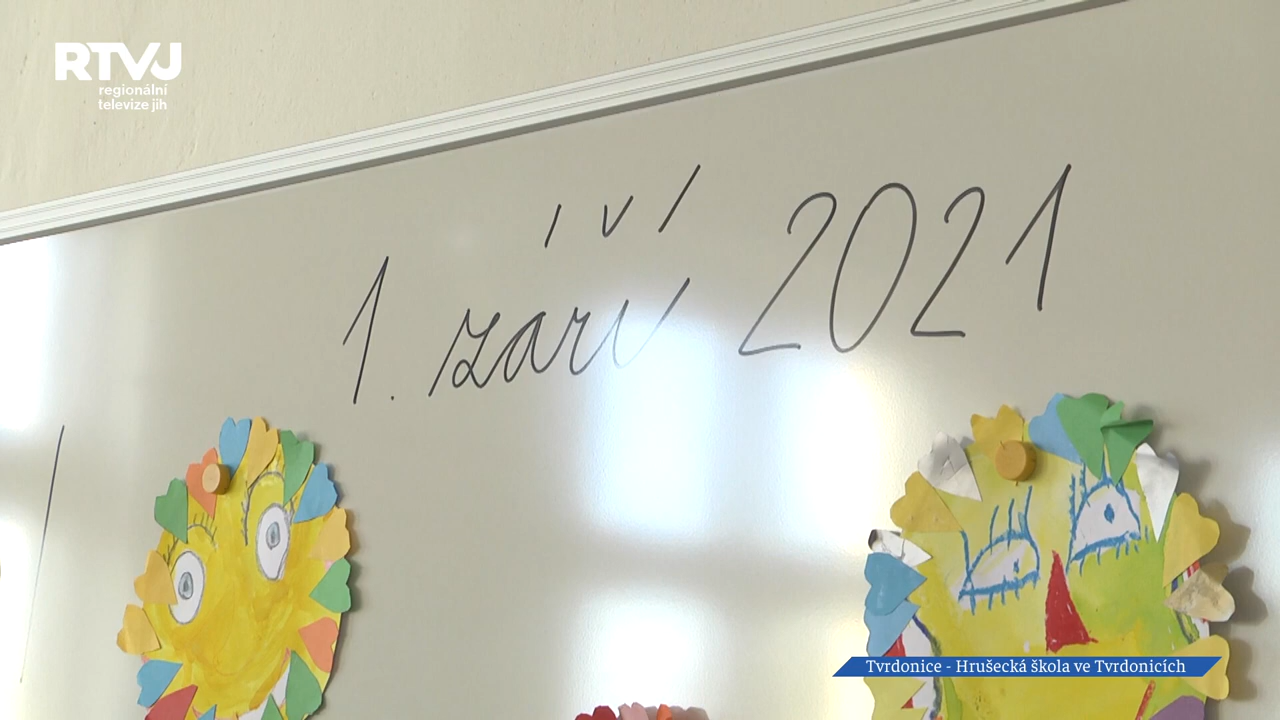 RTVJ
regionální
televize jih
1. září 2021
Tvrdonice - Hrušecká škola ve Tvrdonicích